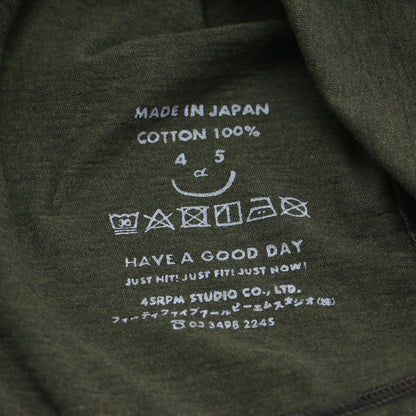 MADE IN JAPAN
COTTON 100%
4 5
HAVE A GOOD DAY
JUST HIT! JUST FIT! JUST NOW!
45RPM STUDIO CO., LTD.
フォーティファイブアールピーエムスタジオ(株)
☎03 3498 2245